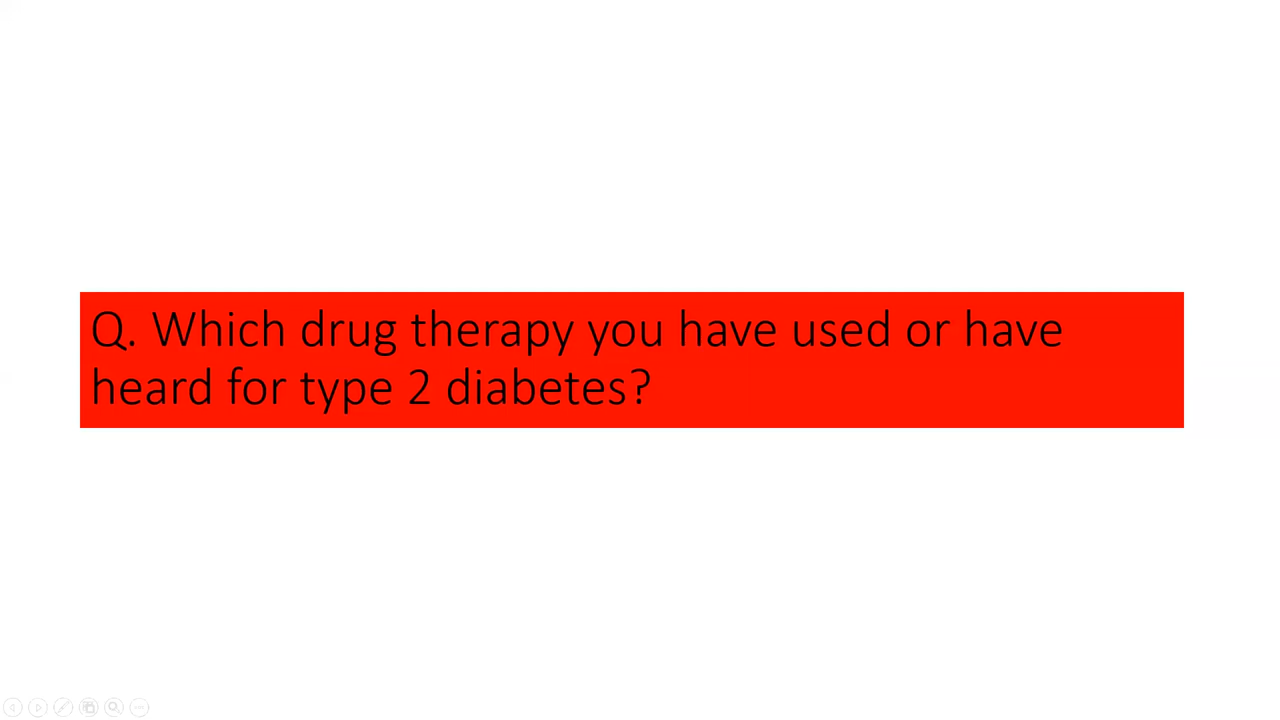 Q. Which drug therapy you have used or have
heard for type 2 diabetes?